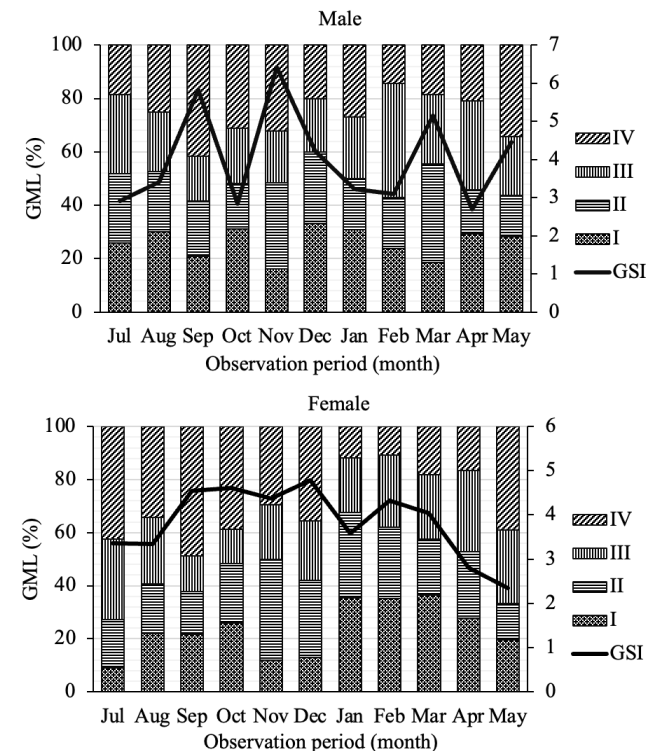 Male
100
80
60
40
20
0
GML (%)
7
6
5
4
3
2
1
0
IV
III
II
I
GSI
Jul Aug Sep Oct Nov Dec Jan Feb Mar Apr May
Observation period (month)
Female
100
80
60
40
20
0
GML (%)
6
5
4
3
2
1
0
IV
III
II
I
GSI
Jul Aug Sep Oct Nov Dec Jan Feb Mar Apr May
Observation period (month)